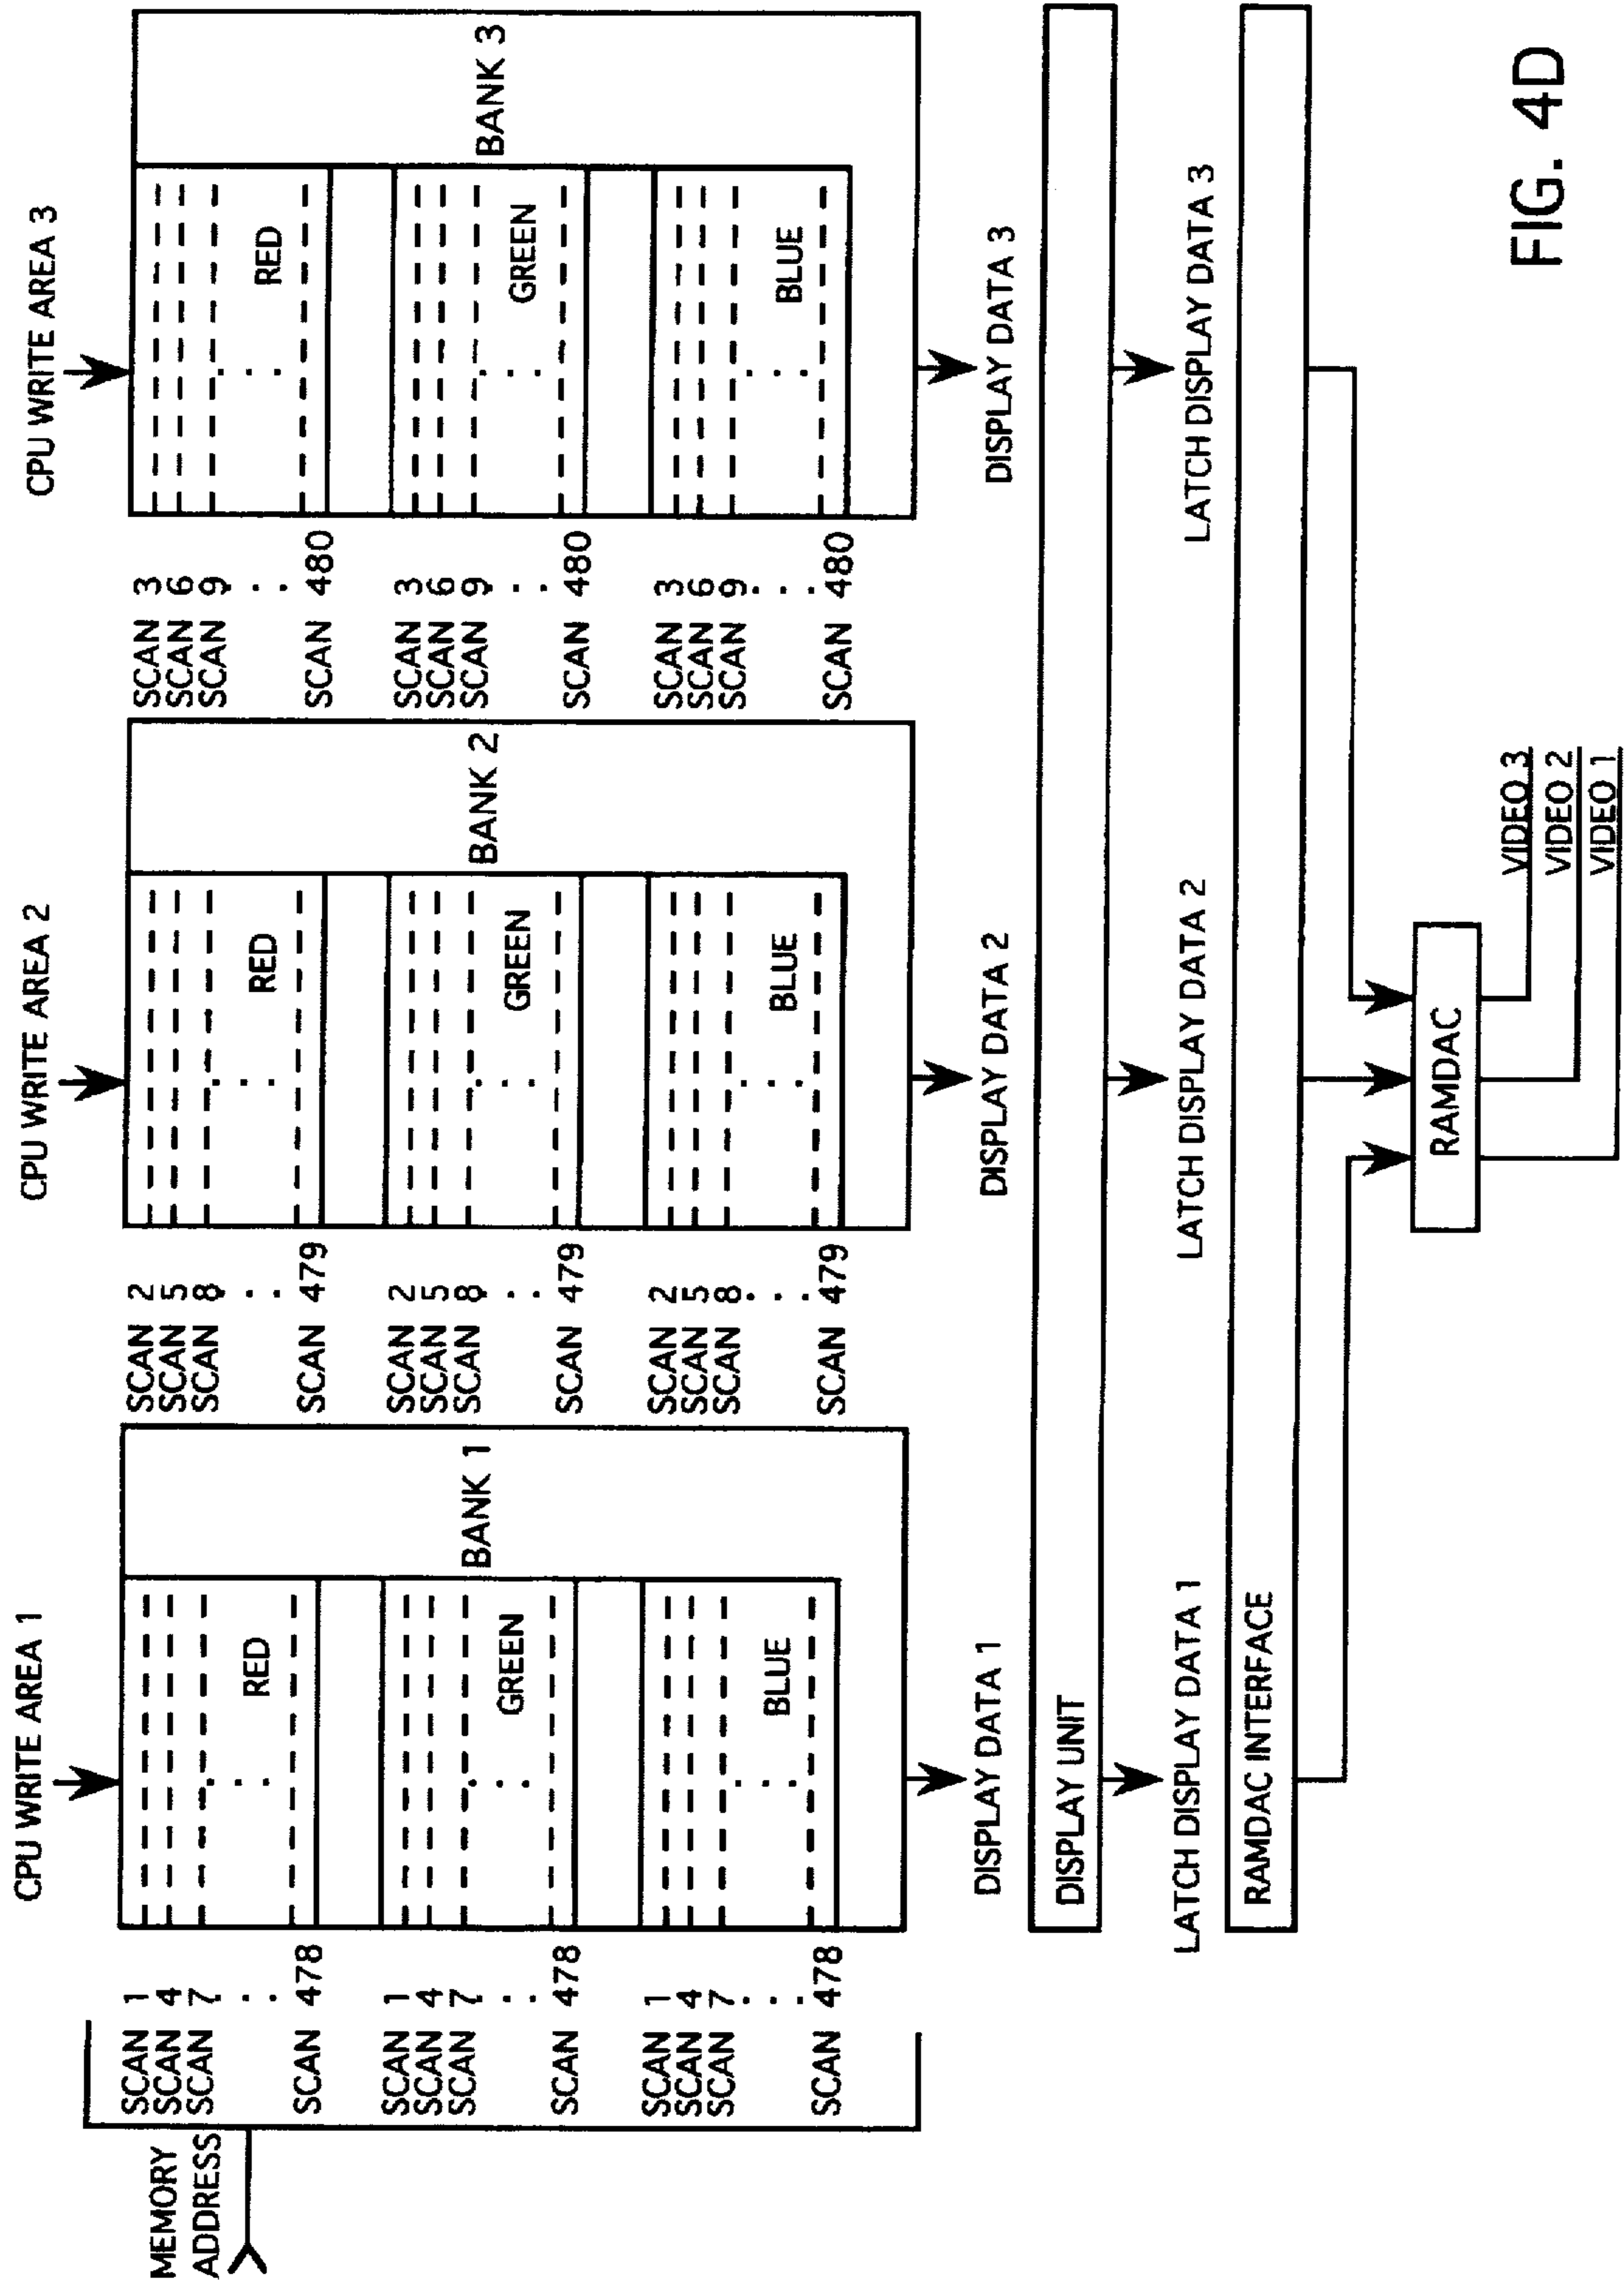 CPU WRITE AREA 1
CPU WRITE AREA 2
CPU WRITE AREA 3
MEMORY
ADDRESS
SCAN 1
SCAN 4
SCAN 7
SCAN 478
RED
SCAN 1
SCAN 4
SCAN 7
SCAN 478
GREEN
SCAN 1
SCAN 4
SCAN 7
SCAN 478
BLUE
BANK 1
SCAN 2
SCAN 5
SCAN 8
SCAN 479
RED
SCAN 2
SCAN 5
SCAN 8
SCAN 479
GREEN
SCAN 2
SCAN 5
SCAN 8
SCAN 479
BLUE
BANK 2
SCAN 3
SCAN 6
SCAN 9
SCAN 480
RED
SCAN 3
SCAN 6
SCAN 9
SCAN 480
GREEN
SCAN 3
SCAN 6
SCAN 9
SCAN 480
BLUE
BANK 3
DISPLAY DATA 1
DISPLAY DATA 2
DISPLAY DATA 3
DISPLAY UNIT
LATCH DISPLAY DATA 1
LATCH DISPLAY DATA 2
LATCH DISPLAY DATA 3
RAMDAC INTERFACE
RAMDAC
VIDEO 3
VIDEO 2
VIDEO 1
FIG. 4D